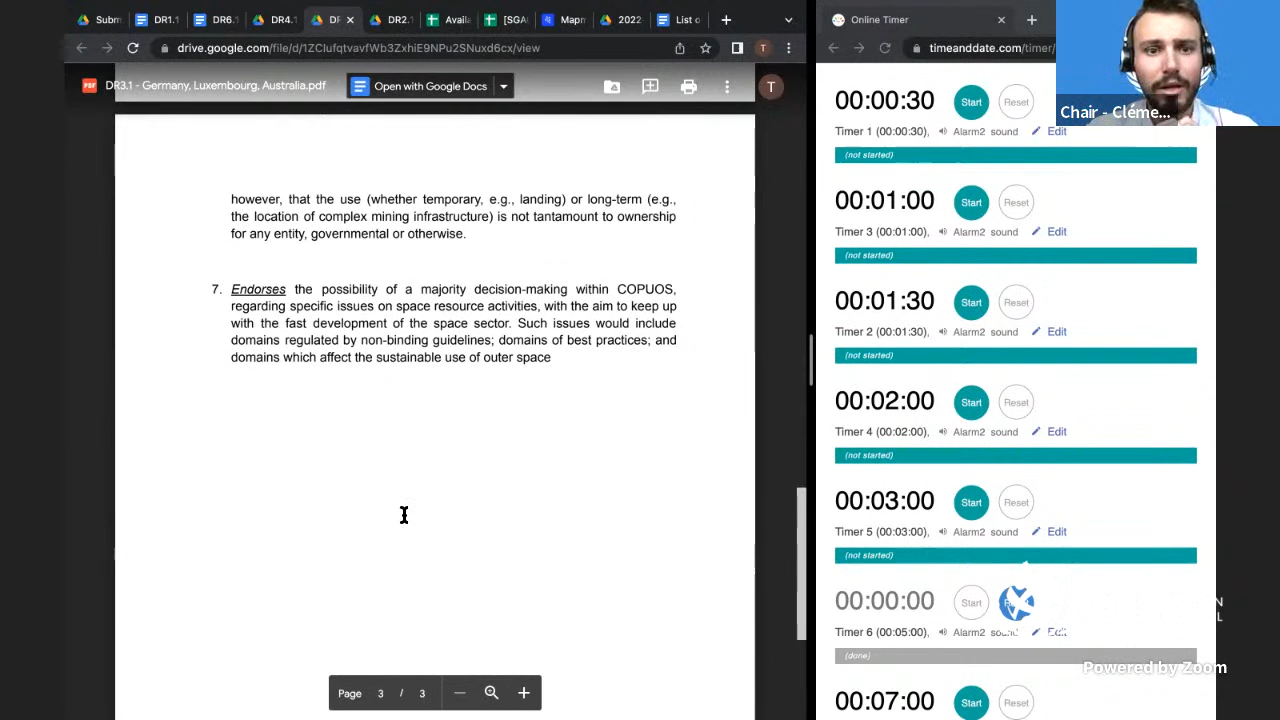 Subm
DR1.1
DR6.1
DR4.1
DR2.1
Availa
[SGA
Mapm
2022
List o
drive.google.com/file/d/1ZCIufqtvavfWb3ZxhiE9NPu2SNuxd6cx/view
T
DR3.1 - Germany, Luxembourg, Australia.pdf
Open with Google Docs
T
however, that the use (whether temporary, e.g., landing) or long-term (e.g.,
the location of complex mining infrastructure) is not tantamount to ownership
for any entity, governmental or otherwise.
7. Endorses the possibility of a majority decision-making within COPUOS,
regarding specific issues on space resource activities, with the aim to keep up
with the fast development of the space sector. Such issues would include
domains regulated by non-binding guidelines; domains of best practices; and
domains which affect the sustainable use of outer space
Page 3 / 3
Online Timer
timeanddate.com/timer/
Chair - Cléme...
00:00:30 Start Reset
Timer 1 (00:00:30), Alarm2 sound Edit
(not started)
00:01:00 Start Reset
Timer 3 (00:01:00), Alarm2 sound Edit
(not started)
00:01:30 Start Reset
Timer 2 (00:01:30), Alarm2 sound Edit
(not started)
00:02:00 Start Reset
Timer 4 (00:02:00), Alarm2 sound Edit
(not started)
00:03:00 Start Reset
Timer 5 (00:03:00), Alarm2 sound Edit
(not started)
00:00:00 Start
Timer 6 (00:05:00), Alarm2 Edit
(done)
Powered by Zoom
00:07:00 Start Reset